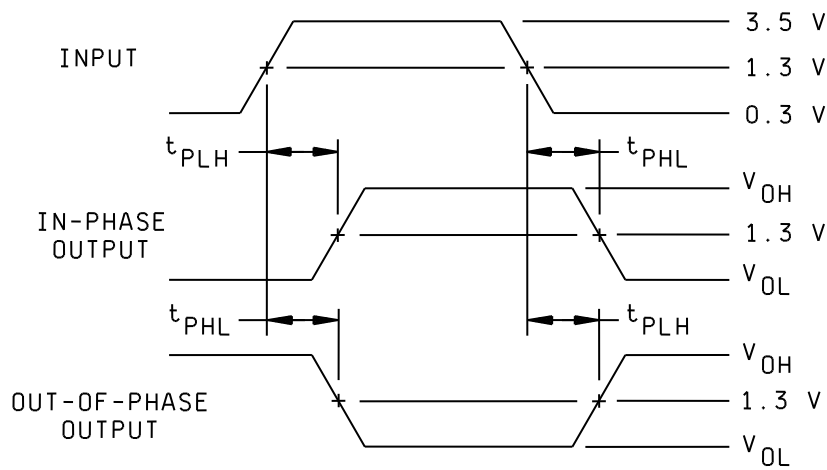 3.5 V
INPUT
1.3 V
0.3 V
tPLH
tPHL
VOH
IN-PHASE
OUTPUT
1.3 V
VOL
tPHL
tPLH
VOH
OUT-OF-PHASE
OUTPUT
1.3 V
VOL